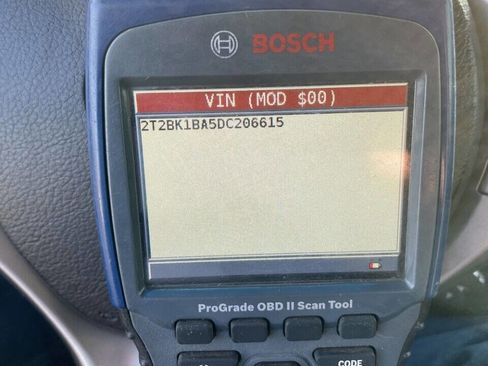 BOSCH
VIN (MOD $00)
2T2BK1BA5DC206615
ProGrade OBD II Scan Tool
CODE